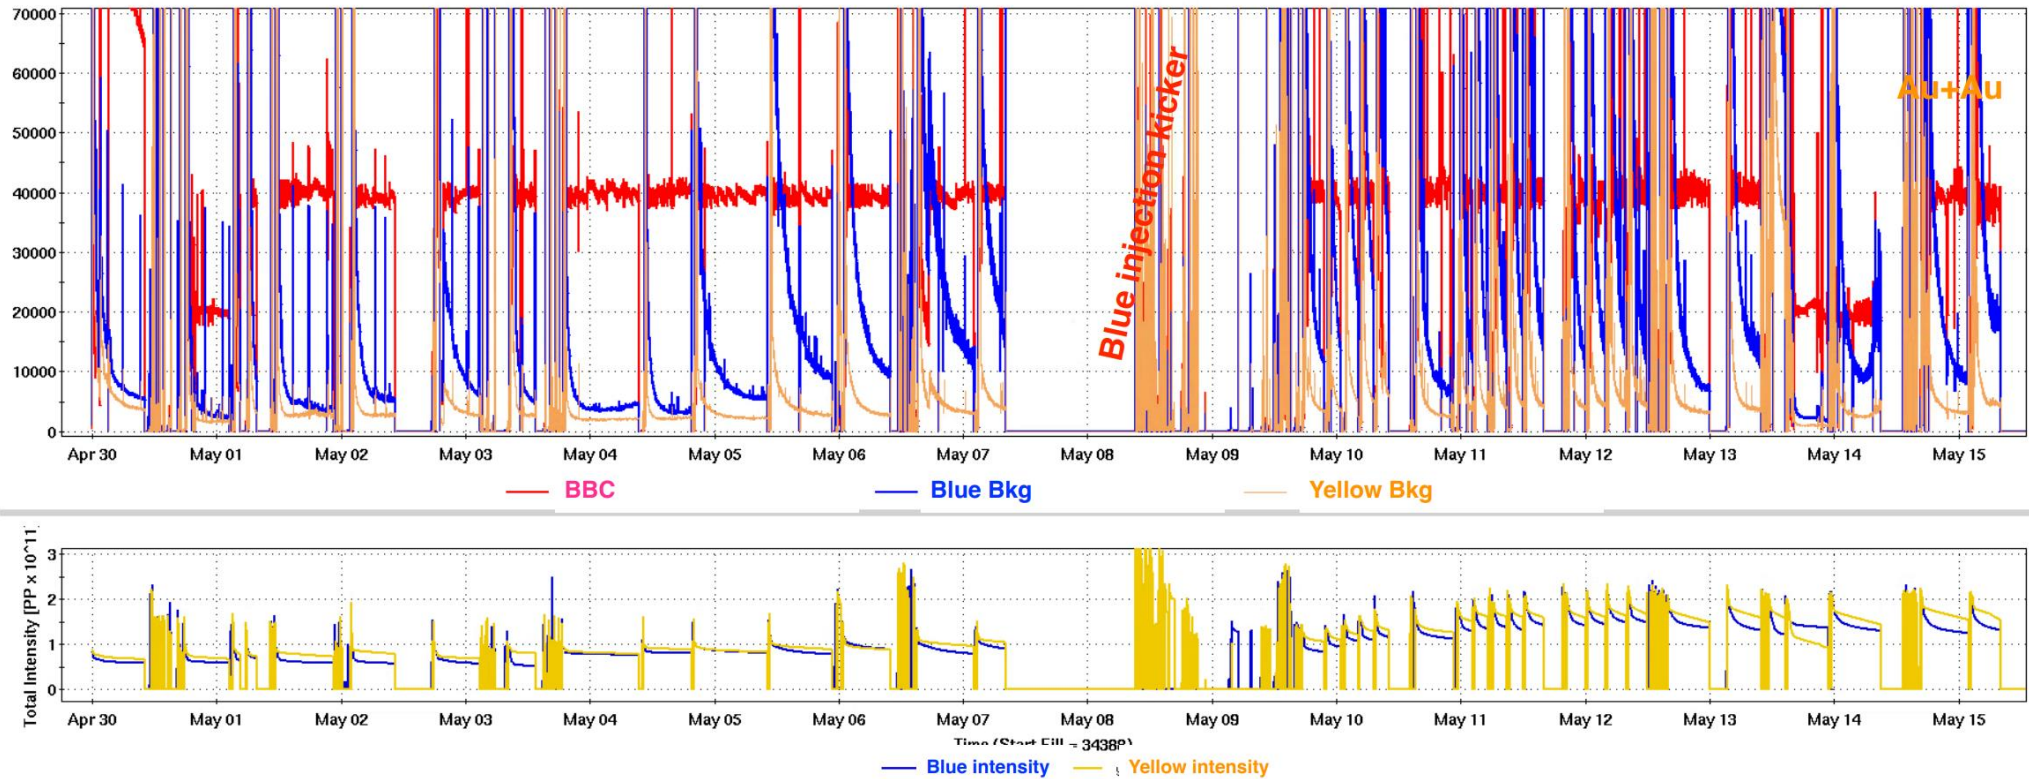 70000
60000
50000
40000
30000
20000
10000
0
Blue injection kicker
Au+Au
Apr 30 May 01 May 02 May 03 May 04 May 05 May 06 May 07 May 08 May 09 May 10 May 11 May 12 May 13 May 14 May 15
BBC Blue Bkg Yellow Bkg
Total Intensity [PP x 10^11
3
2
1
0
Apr 30 May 01 May 02 May 03 May 04 May 05 May 06 May 07 May 08 May 09 May 10 May 11 May 12 May 13 May 14 May 15
Time (Start Fill = 34388)
Blue intensity Yellow intensity